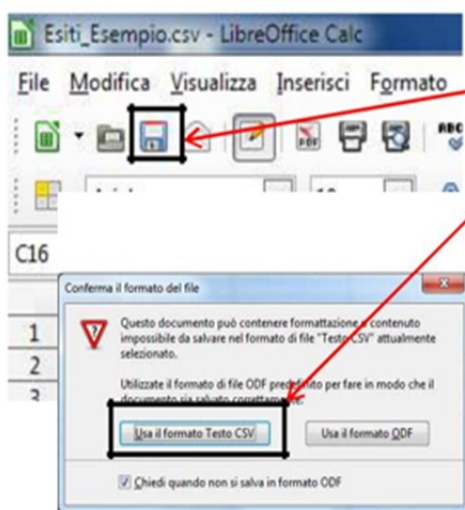 Esiti_Esempio.csv - LibreOffice Calc
File Modifica Visualizza Inserisci Formato
PDF
ABC
C16
Conferma il formato del file
1
2
3
Questo documento può contenere formattazione o contenuto
impossibile da salvare nel formato di file "Testo CSV" attualmente
selezionato.
Utilizzate il formato di file ODF predefinito per fare in modo che il
documento sia salvato correttamente.
Usa il formato Testo CSV
Usa il formato ODF
Chiedi quando non si salva in formato ODF